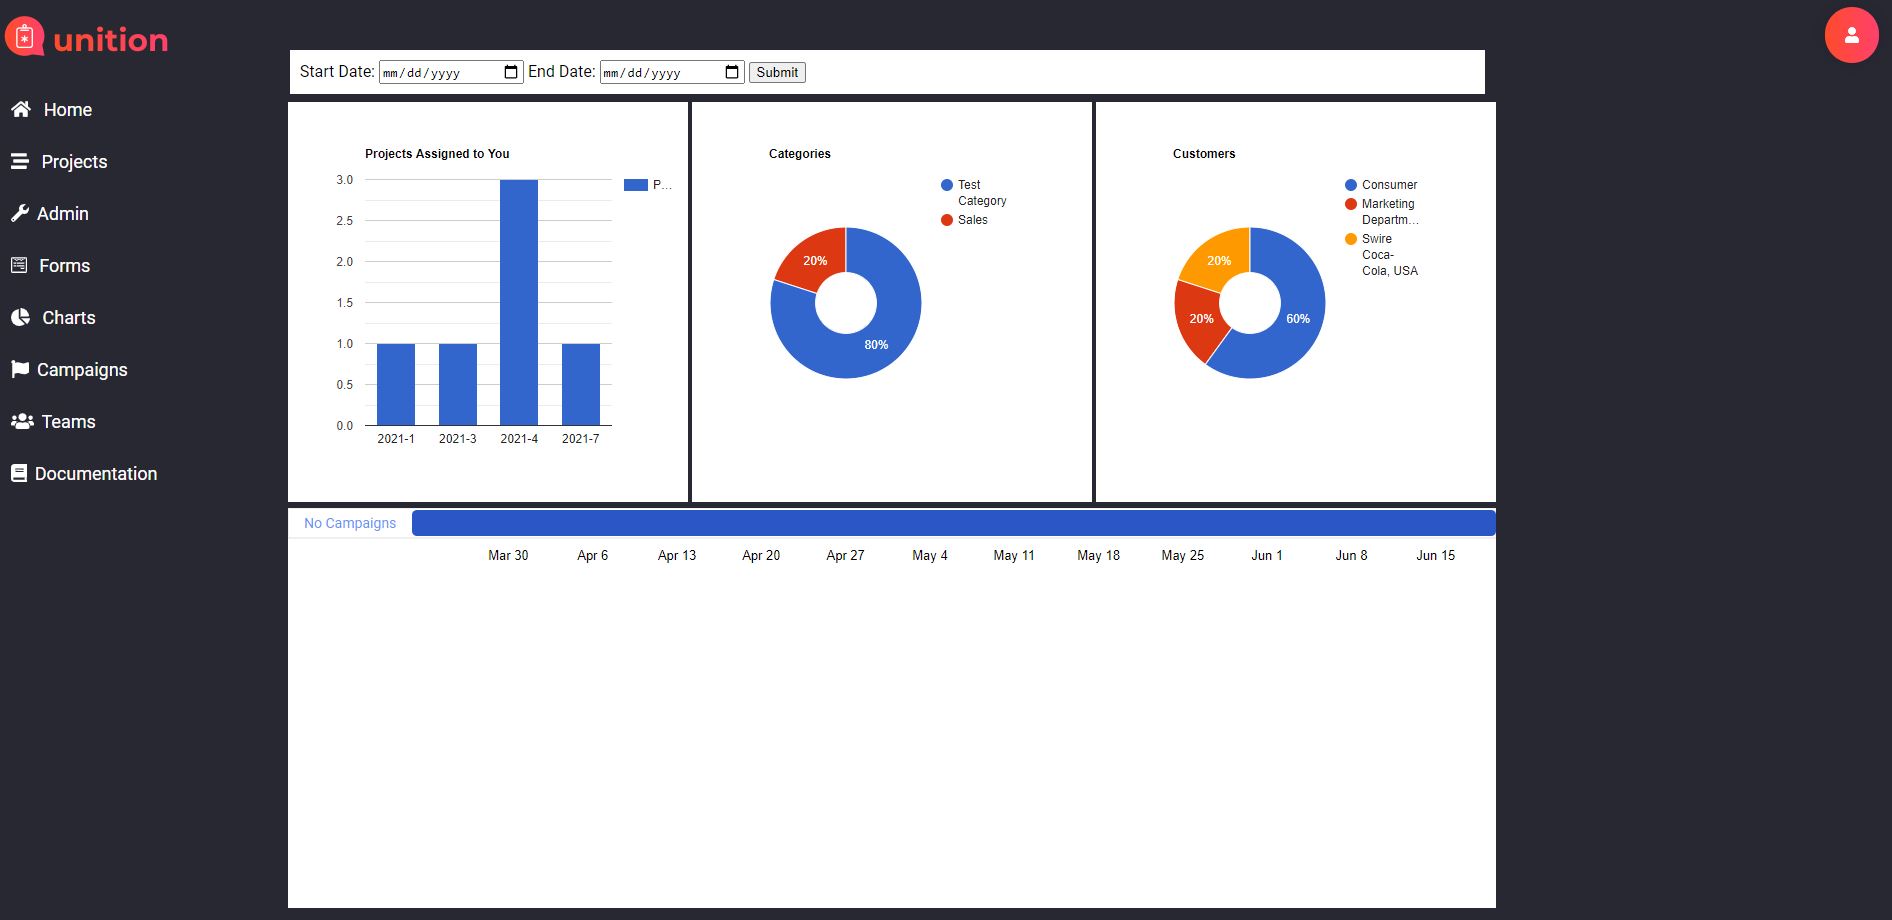 unition
Home
Projects
Admin
Forms
Charts
Campaigns
Teams
Documentation
Start Date: mm/dd/yyyy End Date: mm/dd/yyyy Submit
Projects Assigned to You
P...
3.0
2.5
2.0
1.5
1.0
0.5
0.0
2021-1 2021-3 2021-4 2021-7
Categories
Test
Category
Sales
20%
80%
Customers
Consumer
Marketing
Departm...
Swire
Coca-
Cola, USA
20%
20%
60%
No Campaigns
Mar 30 Apr 6 Apr 13 Apr 20 Apr 27 May 4 May 11 May 18 May 25 Jun 1 Jun 8 Jun 15